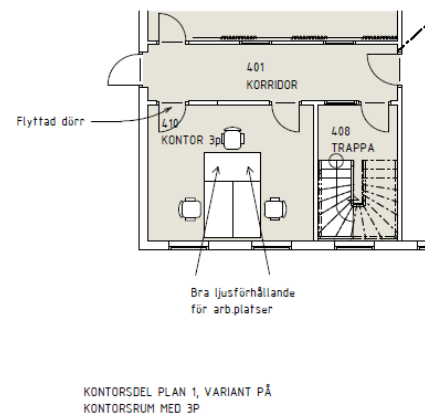 401
KORRIDOR
Flyttad dörr
410
KONTOR 3p
408
TRAPPA
Bra ljusförhållande
för arb.platser
KONTORSDEL PLAN 1, VARIANT PÅ
KONTORSRUM MED 3P